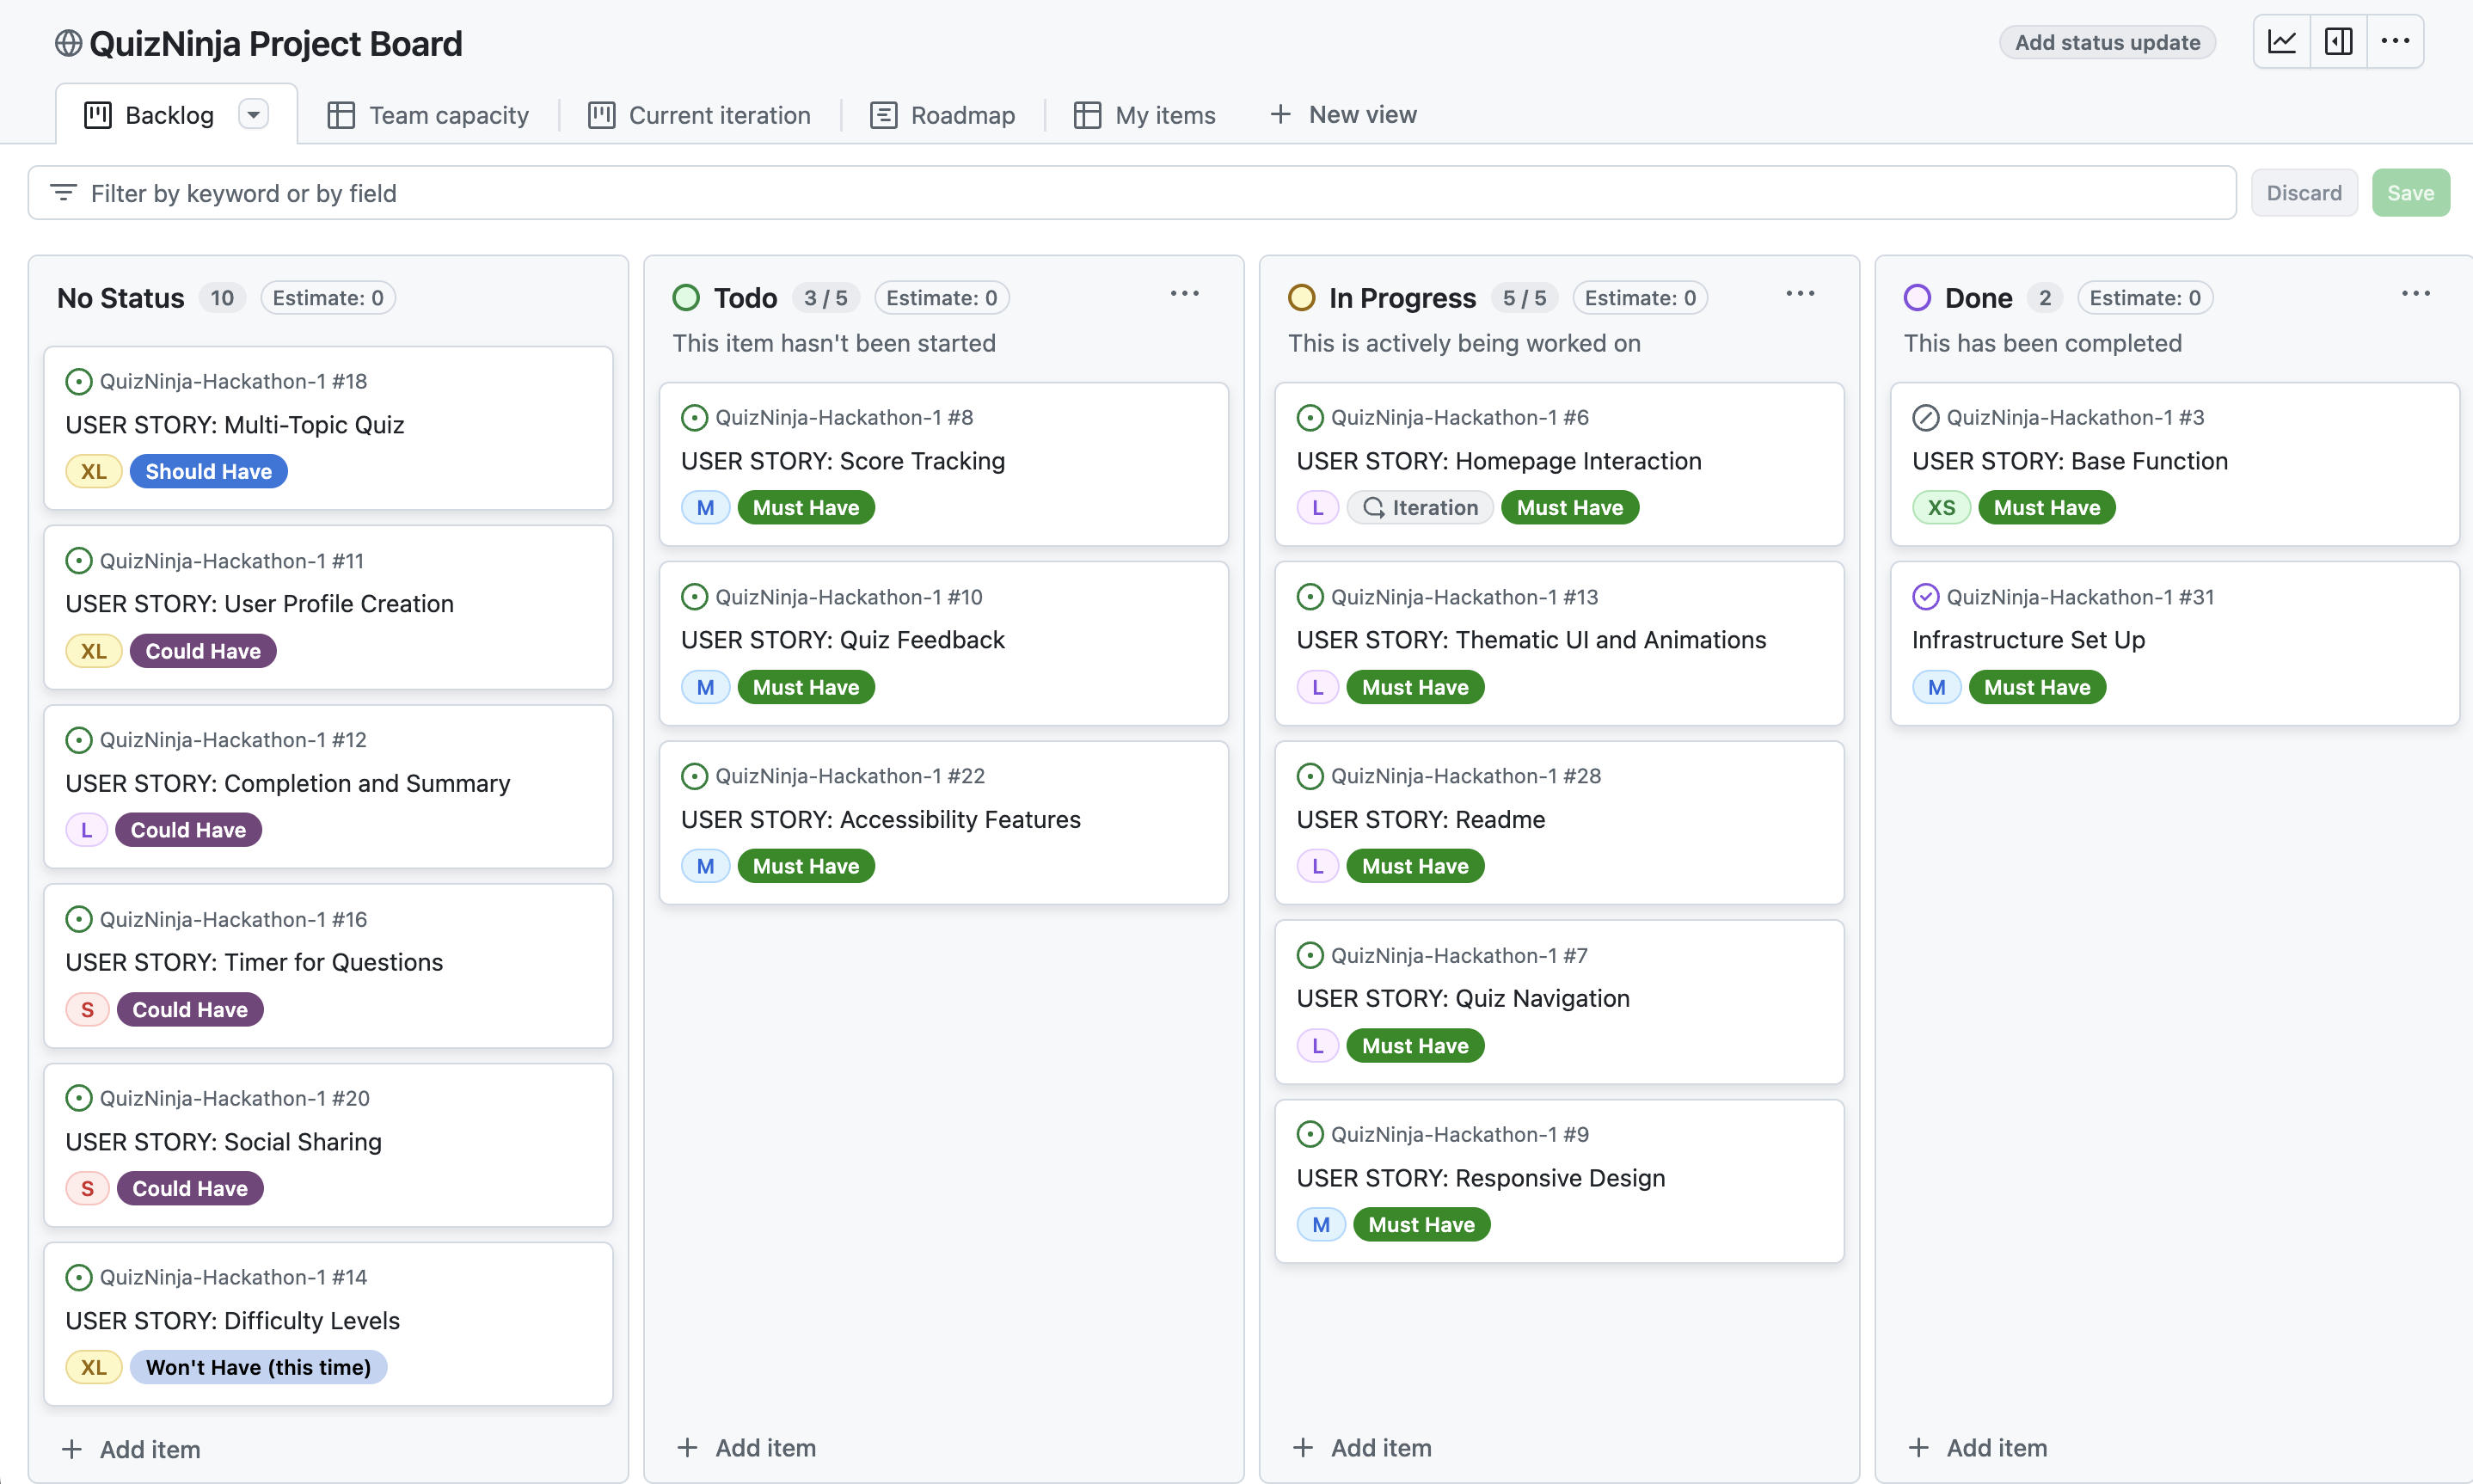 QuizNinja Project Board
Add status update
Backlog
Team capacity
Current iteration
Roadmap
My items
New view
Filter by keyword or by field
Discard
Save
No Status 10 Estimate: 0
QuizNinja-Hackathon-1 #18
USER STORY: Multi-Topic Quiz
XL Should Have
QuizNinja-Hackathon-1 #11
USER STORY: User Profile Creation
XL Could Have
QuizNinja-Hackathon-1 #12
USER STORY: Completion and Summary
L Could Have
QuizNinja-Hackathon-1 #16
USER STORY: Timer for Questions
S Could Have
QuizNinja-Hackathon-1 #20
USER STORY: Social Sharing
S Could Have
QuizNinja-Hackathon-1 #14
USER STORY: Difficulty Levels
XL Won't Have (this time)
Add item
Todo 3 / 5 Estimate: 0
This item hasn't been started
QuizNinja-Hackathon-1 #8
USER STORY: Score Tracking
M Must Have
QuizNinja-Hackathon-1 #10
USER STORY: Quiz Feedback
M Must Have
QuizNinja-Hackathon-1 #22
USER STORY: Accessibility Features
M Must Have
Add item
In Progress 5 / 5 Estimate: 0
This is actively being worked on
QuizNinja-Hackathon-1 #6
USER STORY: Homepage Interaction
L Iteration Must Have
QuizNinja-Hackathon-1 #13
USER STORY: Thematic UI and Animations
L Must Have
QuizNinja-Hackathon-1 #28
USER STORY: Readme
L Must Have
QuizNinja-Hackathon-1 #7
USER STORY: Quiz Navigation
L Must Have
QuizNinja-Hackathon-1 #9
USER STORY: Responsive Design
M Must Have
Add item
Done 2 Estimate: 0
This has been completed
QuizNinja-Hackathon-1 #3
USER STORY: Base Function
XS Must Have
QuizNinja-Hackathon-1 #31
Infrastructure Set Up
M Must Have
Add item